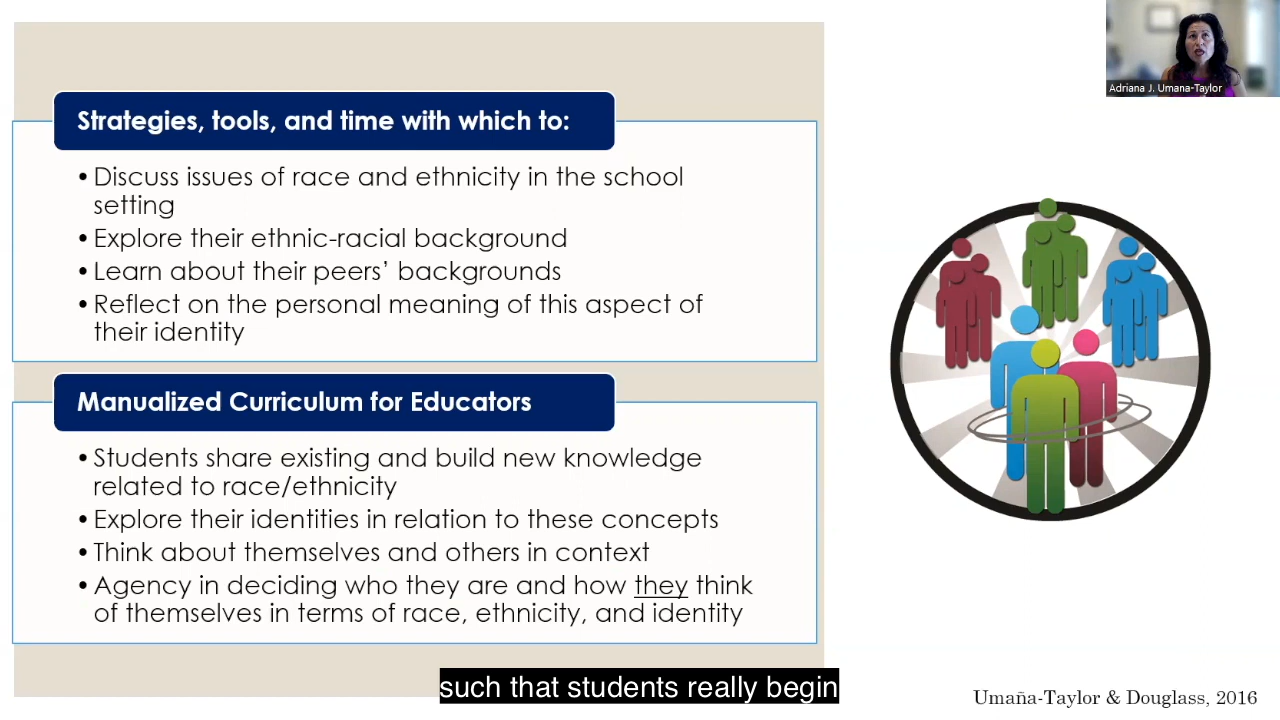 Adriana J. Umana-Taylor
Strategies, tools, and time with which to:
• Discuss issues of race and ethnicity in the school
setting
• Explore their ethnic-racial background
• Learn about their peers’ backgrounds
• Reflect on the personal meaning of this aspect of
their identity
Manualized Curriculum for Educators
• Students share existing and build new knowledge
related to race/ethnicity
• Explore their identities in relation to these concepts
• Think about themselves and others in context
• Agency in deciding who they are and how they think
of themselves in terms of race, ethnicity, and identity
such that students really begin
Umaña-Taylor & Douglass, 2016